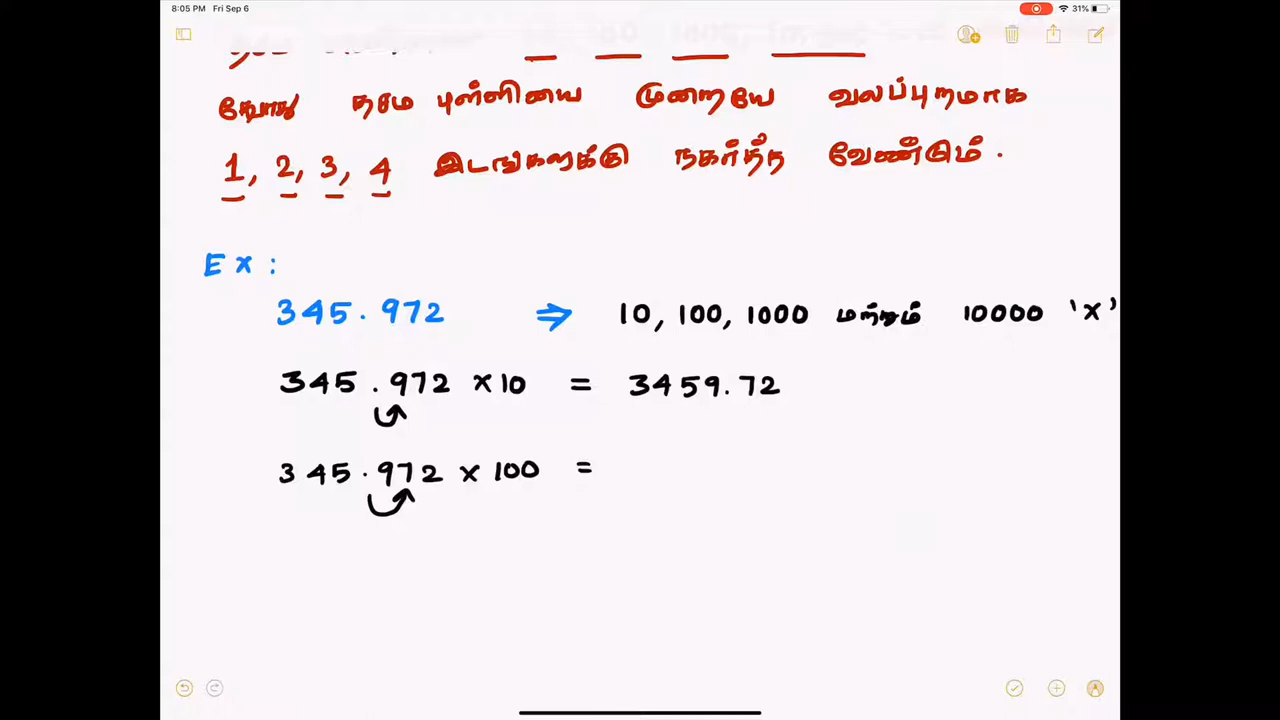 8:05 PM Fri Sep 6 31%
போது தசம புள்ளியை முறையே வலப்புறமாக
1, 2, 3, 4 இடங்களுக்கு நகர்த்த வேண்டும்.
Ex:
345.972 ⇒ 10, 100, 1000 மற்றும் 10000 'x'
345.972 x 10 = 3459.72
345.972 x 100 =